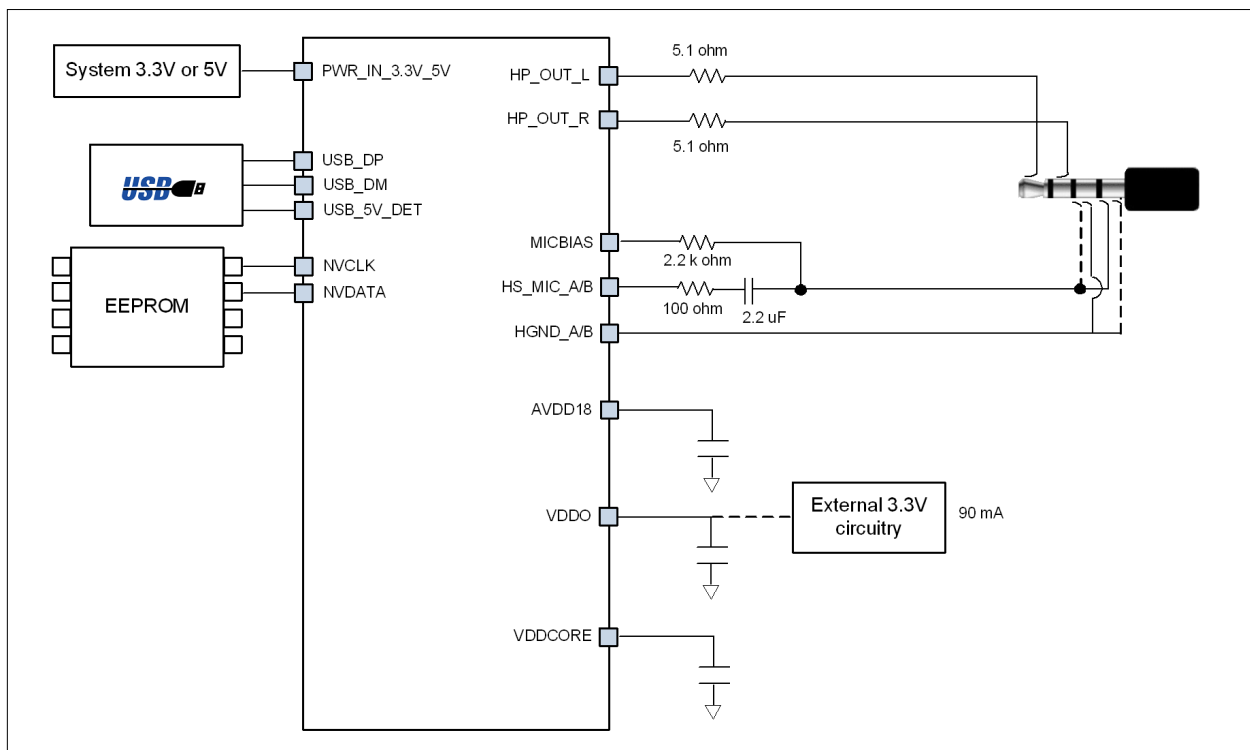 System 3.3V or 5V
PWR_IN_3.3V_5V
USB
USB_DP
USB_DM
USB_5V_DET
EEPROM
NVCLK
NVDATA
HP_OUT_L
5.1 ohm
HP_OUT_R
5.1 ohm
MICBIAS
2.2 k ohm
HS_MIC_A/B
100 ohm
2.2 uF
HGND_A/B
AVDD18
VDDO
External 3.3V
circuitry
90 mA
VDDCORE